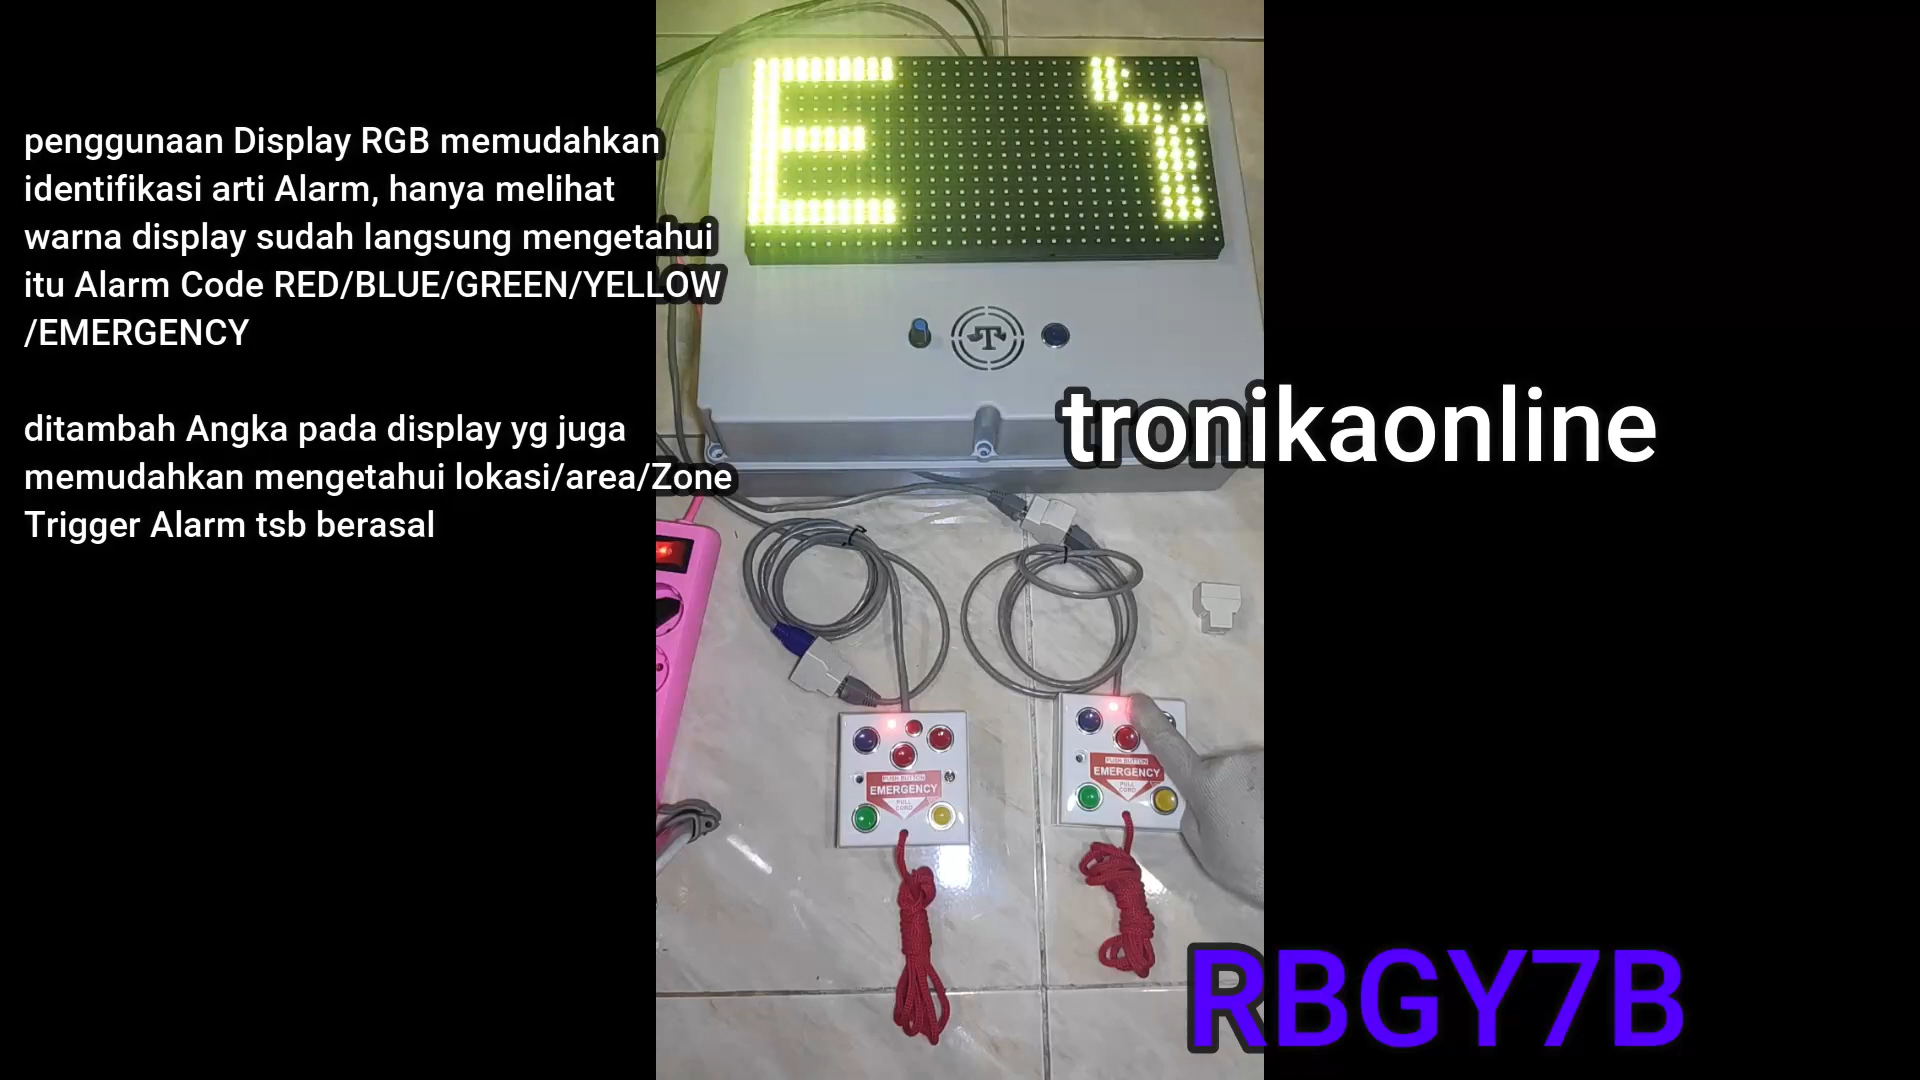 penggunaan Display RGB memudahkan
identifikasi arti Alarm, hanya melihat
warna display sudah langsung mengetahui
itu Alarm Code RED/BLUE/GREEN/YELLOW
/EMERGENCY
ditambah Angka pada display yg juga
memudahkan mengetahui lokasi/area/Zone
Trigger Alarm tsb berasal
E Y
T
tronikaonline
PUSH BUTTON
EMERGENCY
PULL
CORD
PUSH BUTTON
EMERGENCY
PULL
CORD
RBGY7B